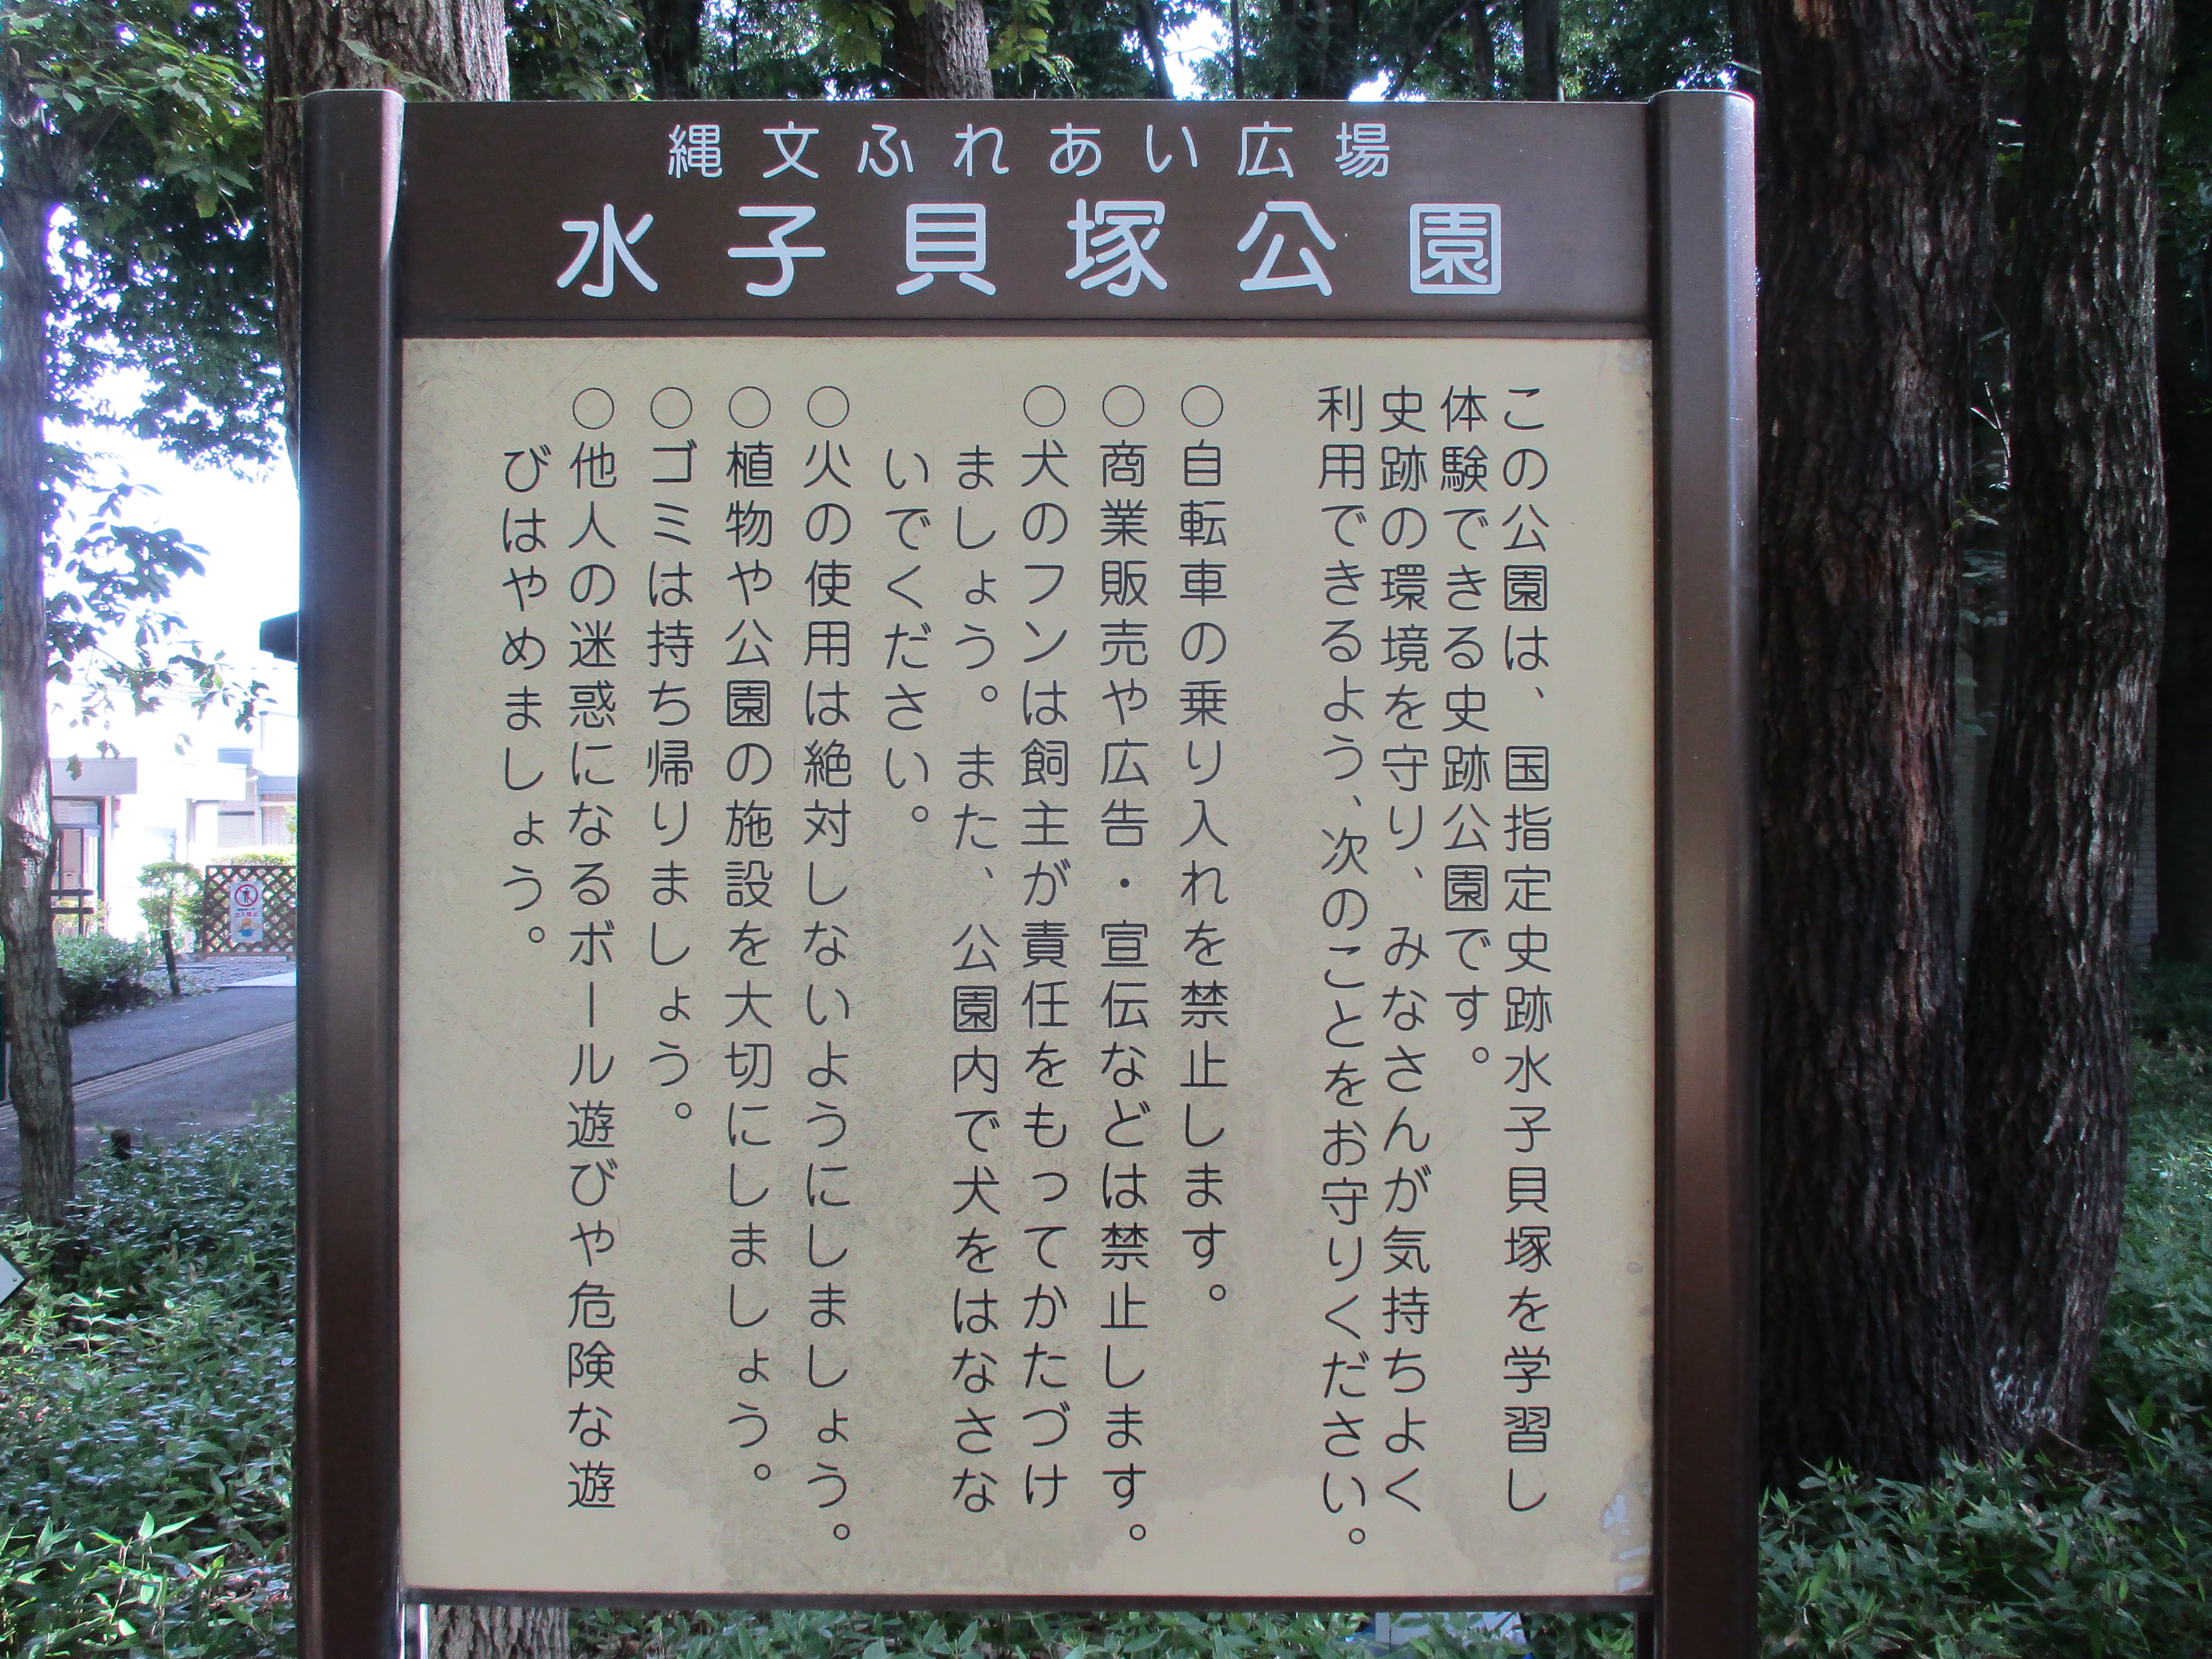 縄文ふれあい広場
水子貝塚公園
この公園は、国指定史跡水子貝塚を学習し
体験できる史跡公園です。
史跡の環境を守り、みなさんが気持ちよく
利用できるよう、次のことをお守りください。
○自転車の乗り入れを禁止します。
○商業販売や広告・宣伝などは禁止します。
○犬のフンは飼主が責任をもってかたづけ
ましょう。また、公園内で犬をはなさな
いでください。
○火の使用は絶対しないようにしましょう。
○植物や公園の施設を大切にしましょう。
○ゴミは持ち帰りましょう。
○他人の迷惑になるボール遊びや危険な遊
びはやめましょう。